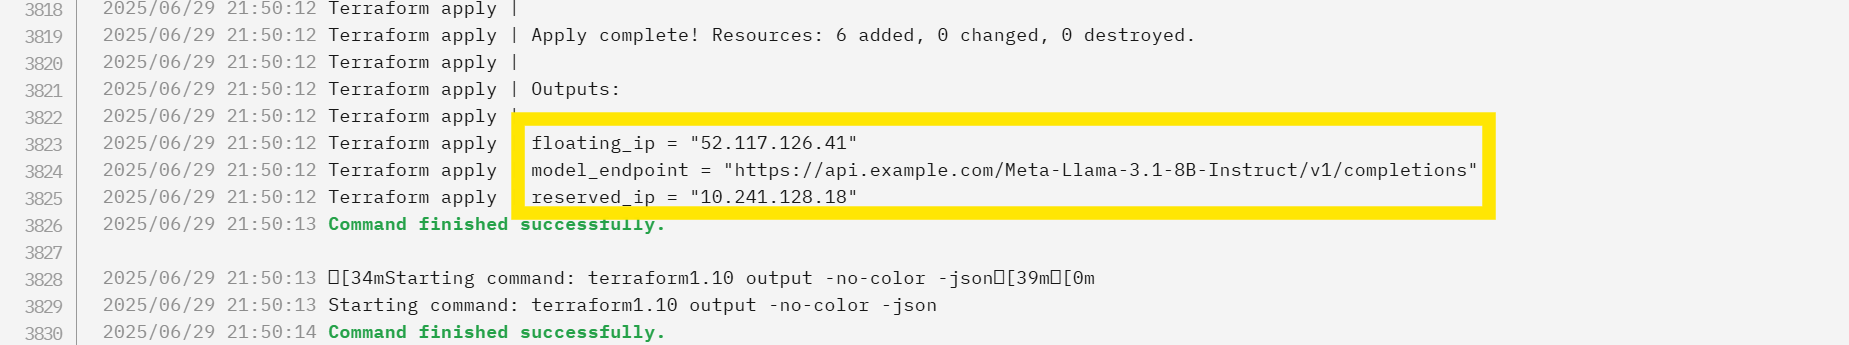 3818 2025/06/29 21:50:12 Terraform apply |
3819 2025/06/29 21:50:12 Terraform apply | Apply complete! Resources: 6 added, 0 changed, 0 destroyed.
3820 2025/06/29 21:50:12 Terraform apply |
3821 2025/06/29 21:50:12 Terraform apply | Outputs:
3822 2025/06/29 21:50:12 Terraform apply |
3823 2025/06/29 21:50:12 Terraform apply floating_ip = "52.117.126.41"
3824 2025/06/29 21:50:12 Terraform apply model_endpoint = "https://api.example.com/Meta-Llama-3.1-8B-Instruct/v1/completions"
3825 2025/06/29 21:50:12 Terraform apply reserved_ip = "10.241.128.18"
3826 2025/06/29 21:50:13 Command finished successfully.
3827
3828 2025/06/29 21:50:13 □[34mStarting command: terraform1.10 output -no-color -json□[39m□[0m
3829 2025/06/29 21:50:13 Starting command: terraform1.10 output -no-color -json
3830 2025/06/29 21:50:14 Command finished successfully.